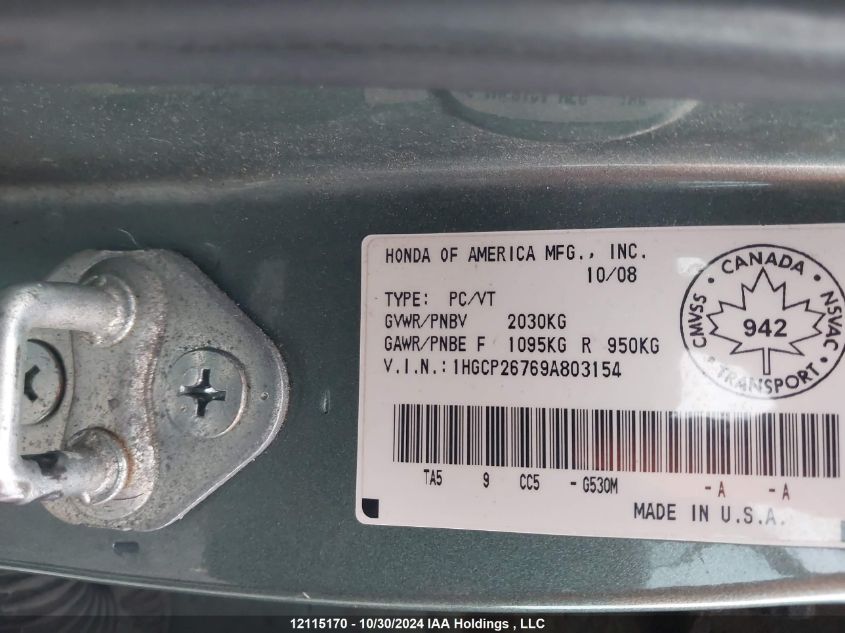 HONDA OF AMERICA MFG., INC.
10/08
TYPE: PC/VT
GVWR/PNBV 2030KG
GAWR/PNBE F 1095KG R 950KG
V.I.N.: 1HGCP26769A803154
CMVSS • CANADA • NSVAC • TRANSPORT •
942
TA5 9 CC5 - G530M - A - A
MADE IN U.S.A.
12115170 - 10/30/2024 IAA Holdings, LLC